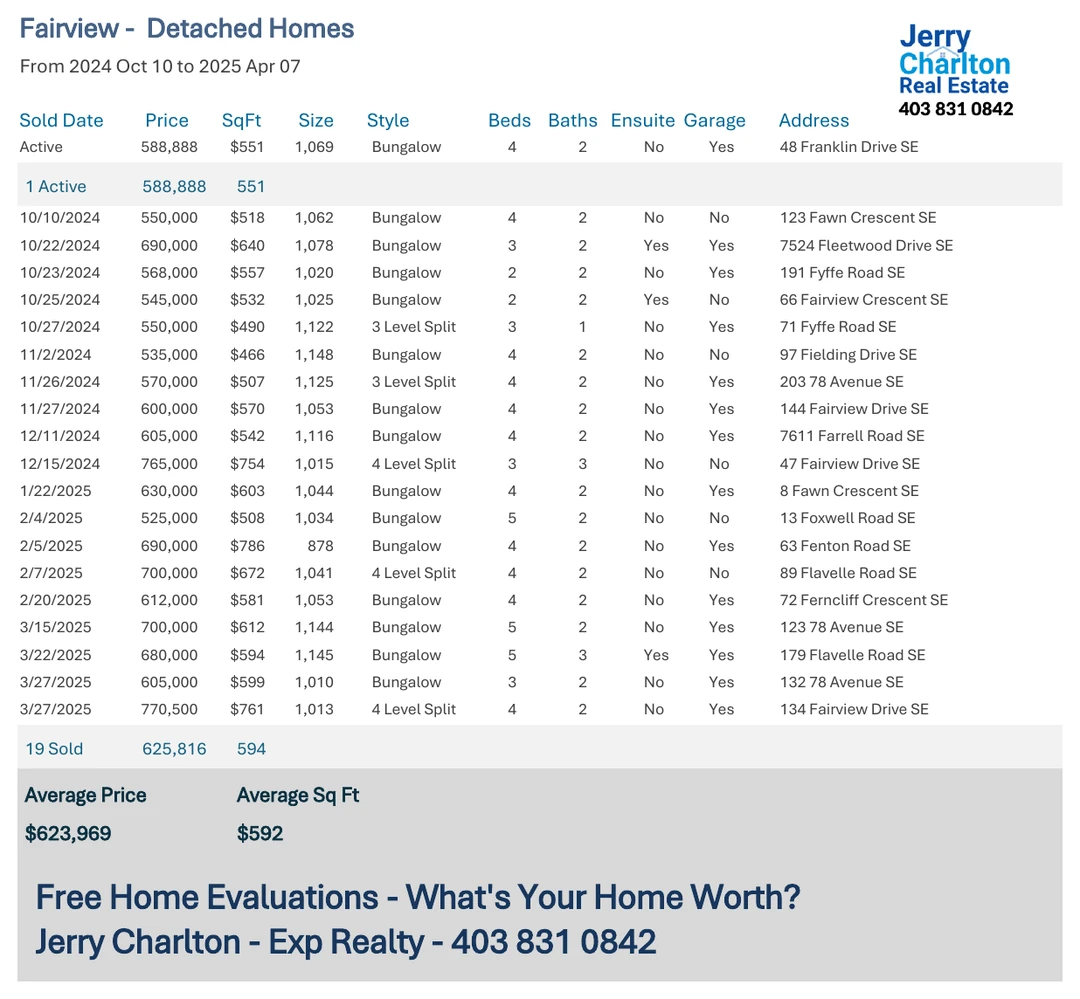 Fairview - Detached Homes
From 2024 Oct 10 to 2025 Apr 07
Jerry
Charlton
Real Estate
403 831 0842
Sold Date Price SqFt Size Style Beds Baths Ensuite Garage Address
Active 588,888 $551 1,069 Bungalow 4 2 No Yes 48 Franklin Drive SE
1 Active 588,888 551
10/10/2024 550,000 $518 1,062 Bungalow 4 2 No No 123 Fawn Crescent SE
10/22/2024 690,000 $640 1,078 Bungalow 3 2 Yes Yes 7524 Fleetwood Drive SE
10/23/2024 568,000 $557 1,020 Bungalow 2 2 No Yes 191 Fyffe Road SE
10/25/2024 545,000 $532 1,025 Bungalow 2 2 Yes No 66 Fairview Crescent SE
10/27/2024 550,000 $490 1,122 3 Level Split 3 1 No Yes 71 Fyffe Road SE
11/2/2024 535,000 $466 1,148 Bungalow 4 2 No No 97 Fielding Drive SE
11/26/2024 570,000 $507 1,125 3 Level Split 4 2 No Yes 203 78 Avenue SE
11/27/2024 600,000 $570 1,053 Bungalow 4 2 No Yes 144 Fairview Drive SE
12/11/2024 605,000 $542 1,116 Bungalow 4 2 No Yes 7611 Farrell Road SE
12/15/2024 765,000 $754 1,015 4 Level Split 3 3 No No 47 Fairview Drive SE
1/22/2025 630,000 $603 1,044 Bungalow 4 2 No Yes 8 Fawn Crescent SE
2/4/2025 525,000 $508 1,034 Bungalow 5 2 No No 13 Foxwell Road SE
2/5/2025 690,000 $786 878 Bungalow 4 2 No Yes 63 Fenton Road SE
2/7/2025 700,000 $672 1,041 4 Level Split 4 2 No No 89 Flavelle Road SE
2/20/2025 612,000 $581 1,053 Bungalow 4 2 No Yes 72 Ferncliff Crescent SE
3/15/2025 700,000 $612 1,144 Bungalow 5 2 No Yes 123 78 Avenue SE
3/22/2025 680,000 $594 1,145 Bungalow 5 3 Yes Yes 179 Flavelle Road SE
3/27/2025 605,000 $599 1,010 Bungalow 3 2 No Yes 132 78 Avenue SE
3/27/2025 770,500 $761 1,013 4 Level Split 4 2 No Yes 134 Fairview Drive SE
19 Sold 625,816 594
Average Price Average Sq Ft
$623,969 $592
Free Home Evaluations - What's Your Home Worth?
Jerry Charlton - Exp Realty - 403 831 0842